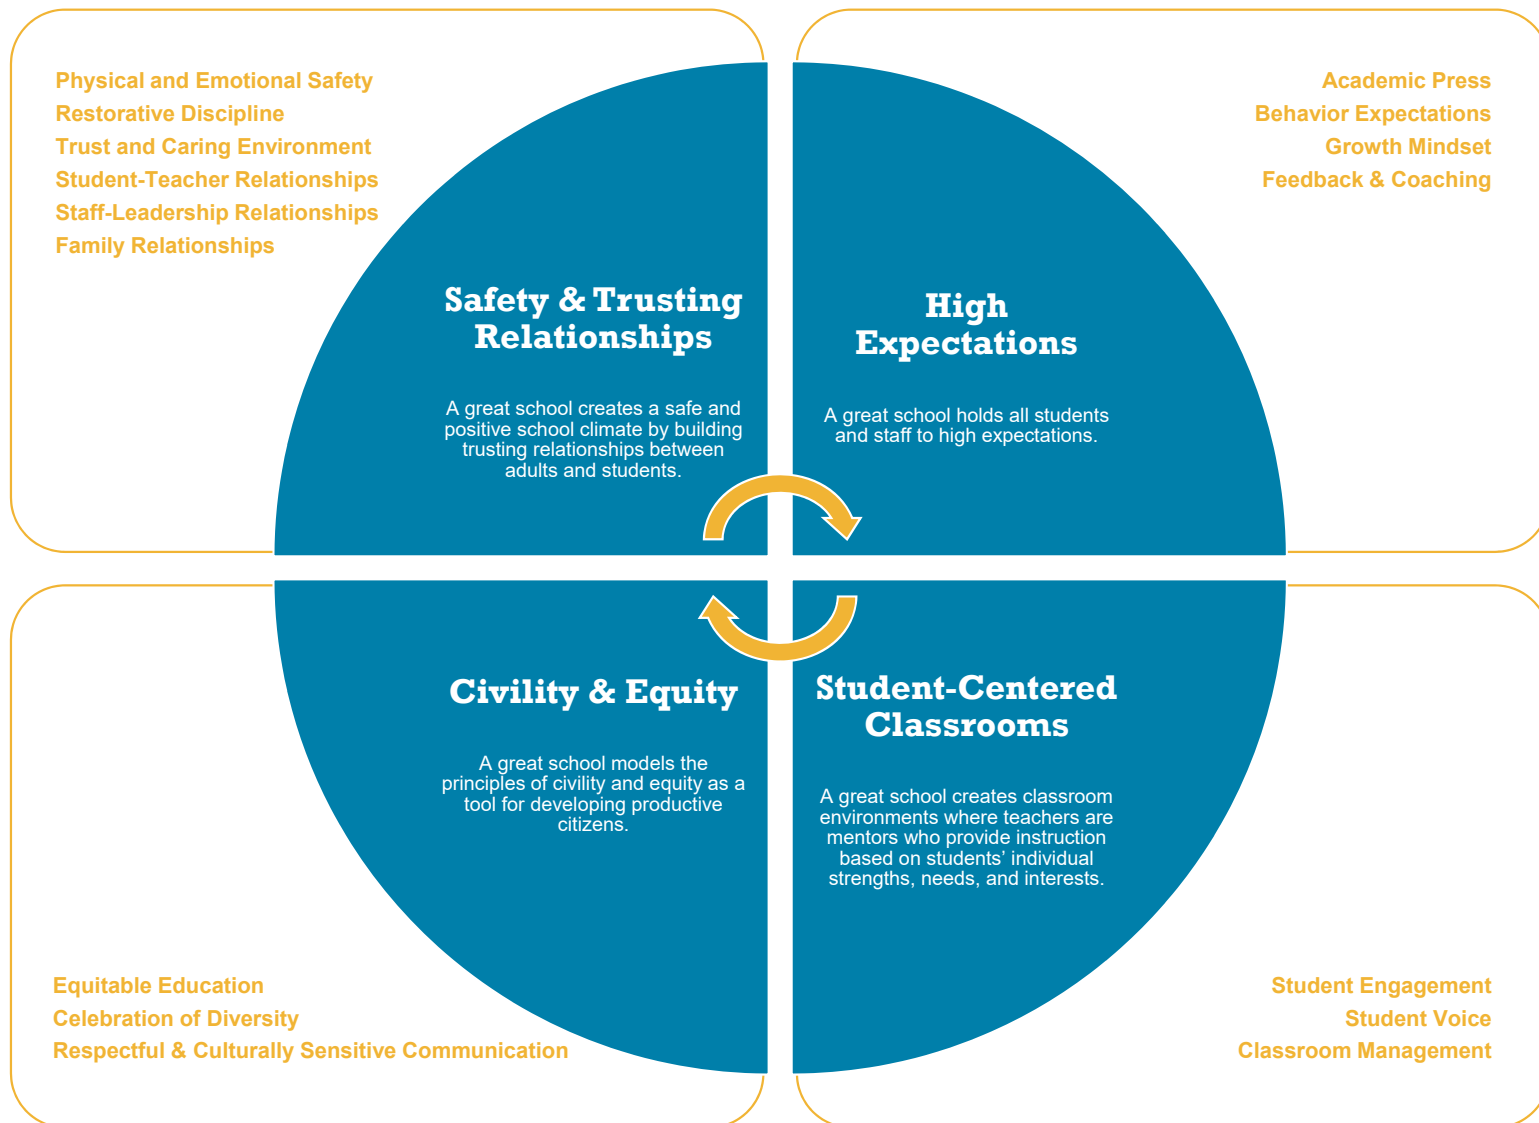 Physical and Emotional Safety
Restorative Discipline
Trust and Caring Environment
Student-Teacher Relationships
Staff-Leadership Relationships
Family Relationships
Safety & Trusting
Relationships
A great school creates a safe and
positive school climate by building
trusting relationships between
adults and students.
Academic Press
Behavior Expectations
Growth Mindset
Feedback & Coaching
High
Expectations
A great school holds all students
and staff to high expectations.
Civility & Equity
A great school models the
principles of civility and equity as a
tool for developing productive
citizens.
Equitable Education
Celebration of Diversity
Respectful & Culturally Sensitive Communication
Student-Centered
Classrooms
A great school creates classroom
environments where teachers are
mentors who provide instruction
based on students’ individual
strengths, needs, and interests.
Student Engagement
Student Voice
Classroom Management